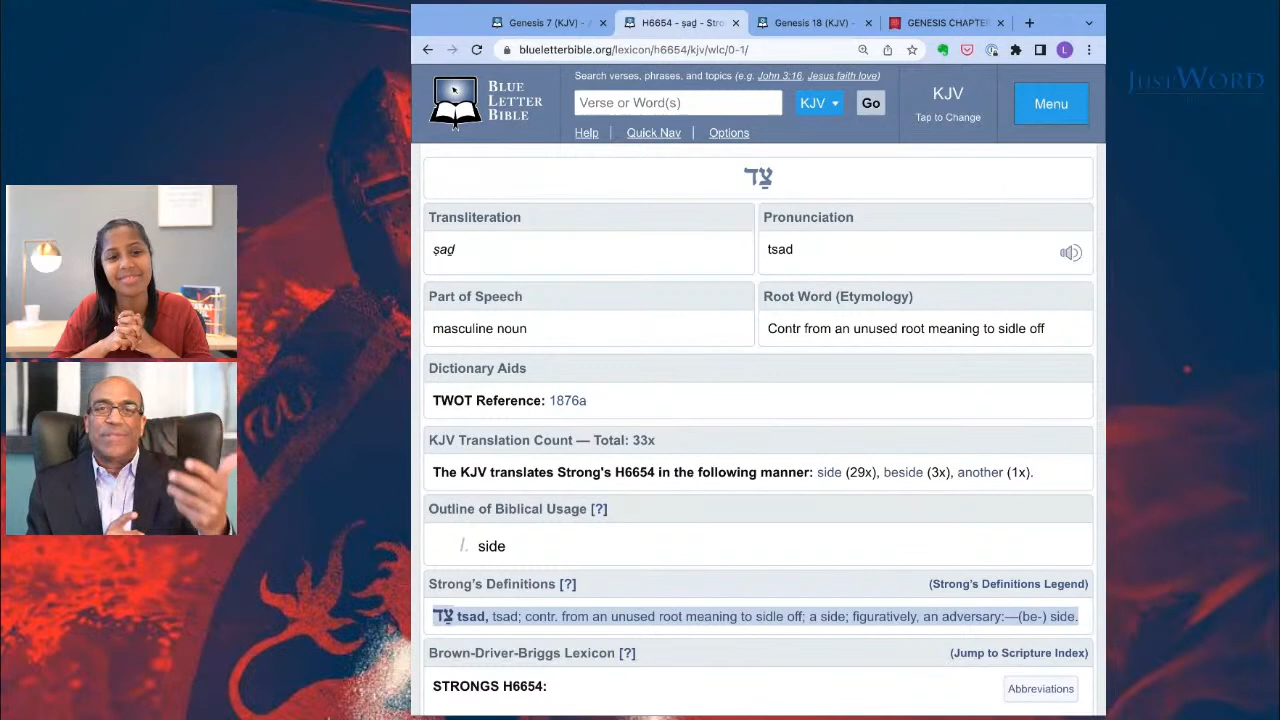 Genesis 7 (KJV) - A
H6654 - ṣaḏ - Stro
Genesis 18 (KJV) -
GENESIS CHAPTER
blueletterbible.org/lexicon/h6654/kjv/wlc/0-1/
L
JUSTWORD
BLUE
LETTER
BIBLE
Search verses, phrases, and topics (e.g. John 3:16, Jesus faith love)
Verse or Word(s)
KJV
Go
Help
Quick Nav
Options
KJV
Tap to Change
Menu
צַד
Transliteration
Pronunciation
ṣaḏ
tsad
Part of Speech
Root Word (Etymology)
masculine noun
Contr from an unused root meaning to sidle off
Dictionary Aids
TWOT Reference: 1876a
KJV Translation Count — Total: 33x
The KJV translates Strong's H6654 in the following manner: side (29x), beside (3x), another (1x).
Outline of Biblical Usage [?]
I. side
Strong's Definitions [?]
(Strong's Definitions Legend)
צַד tsad, tsad; contr. from an unused root meaning to sidle off; a side; figuratively, an adversary:—(be-) side.
Brown-Driver-Briggs Lexicon [?]
(Jump to Scripture Index)
STRONGS H6654:
Abbreviations